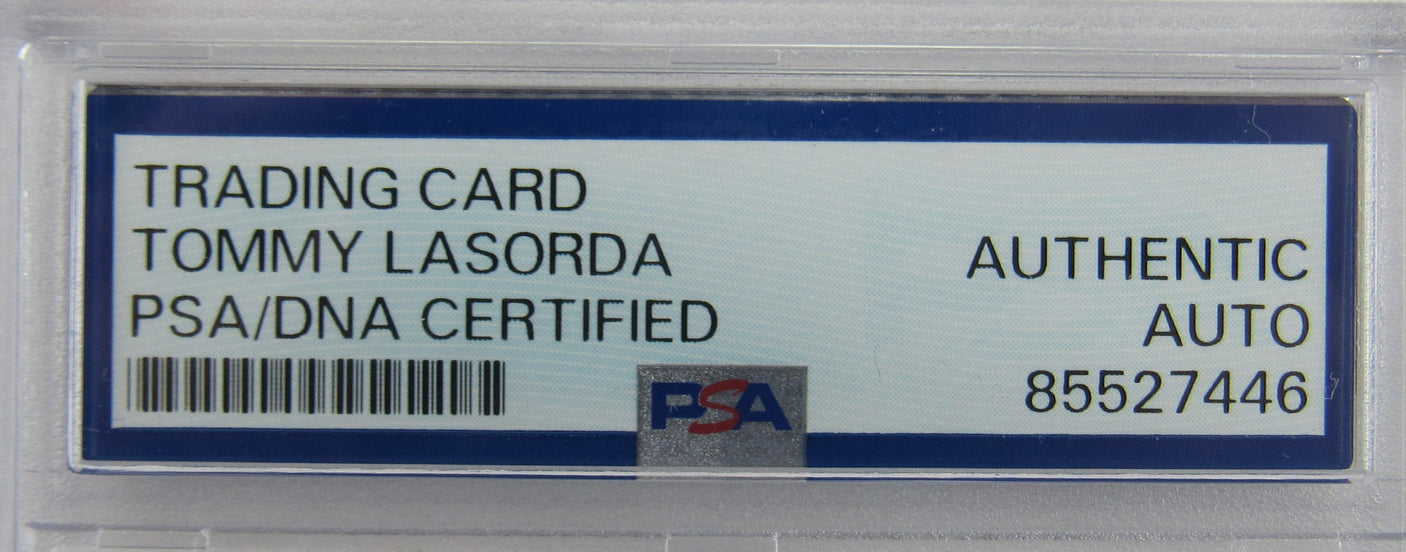 TRADING CARD
TOMMY LASORDA
PSA/DNA CERTIFIED
AUTHENTIC
AUTO
85527446
PSA